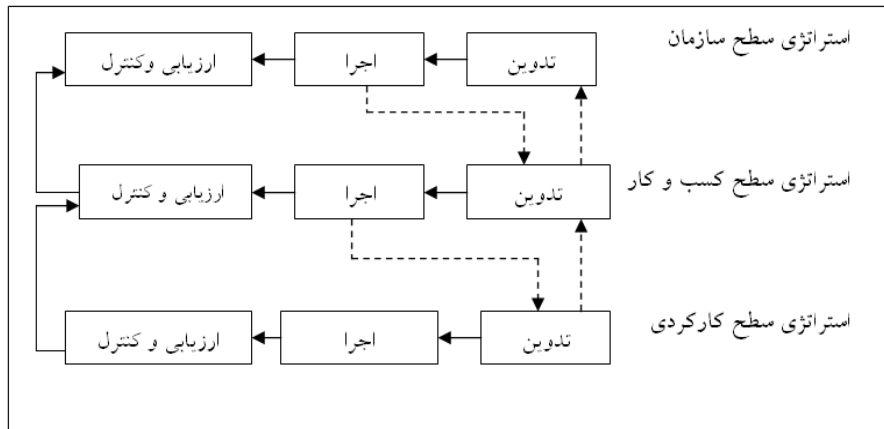 استراتژی سطح سازمان
تدوین
اجرا
ارزیابی وکنترل
استراتژی سطح کسب و کار
تدوین
اجرا
ارزیابی و کنترل
استراتژی سطح کارکردی
تدوین
اجرا
ارزیابی و کنترل